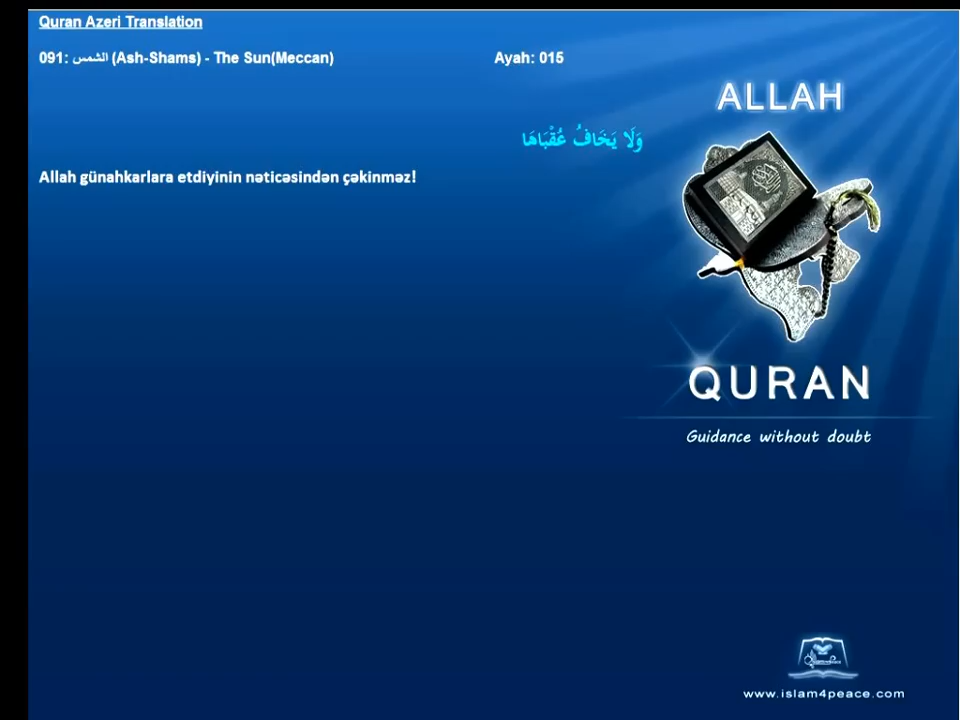 Quran Azeri Translation
091: الشمس (Ash-Shams) - The Sun(Meccan) Ayah: 015
وَلَا يَخَافُ عُقْبَاهَا
Allah günahkarlara etdiyinin nəticəsindən çəkinməz!
ALLAH
QURAN
Guidance without doubt
www.islam4peace.com